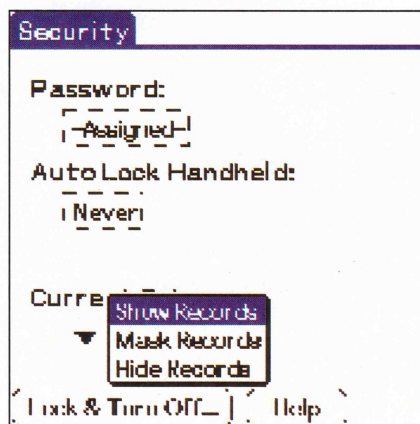 Security
Password:
-Assigned-
Auto Lock Handheld:
Never
Show Records
Mask Records
Hide Records
Lock & Turn Off... Help